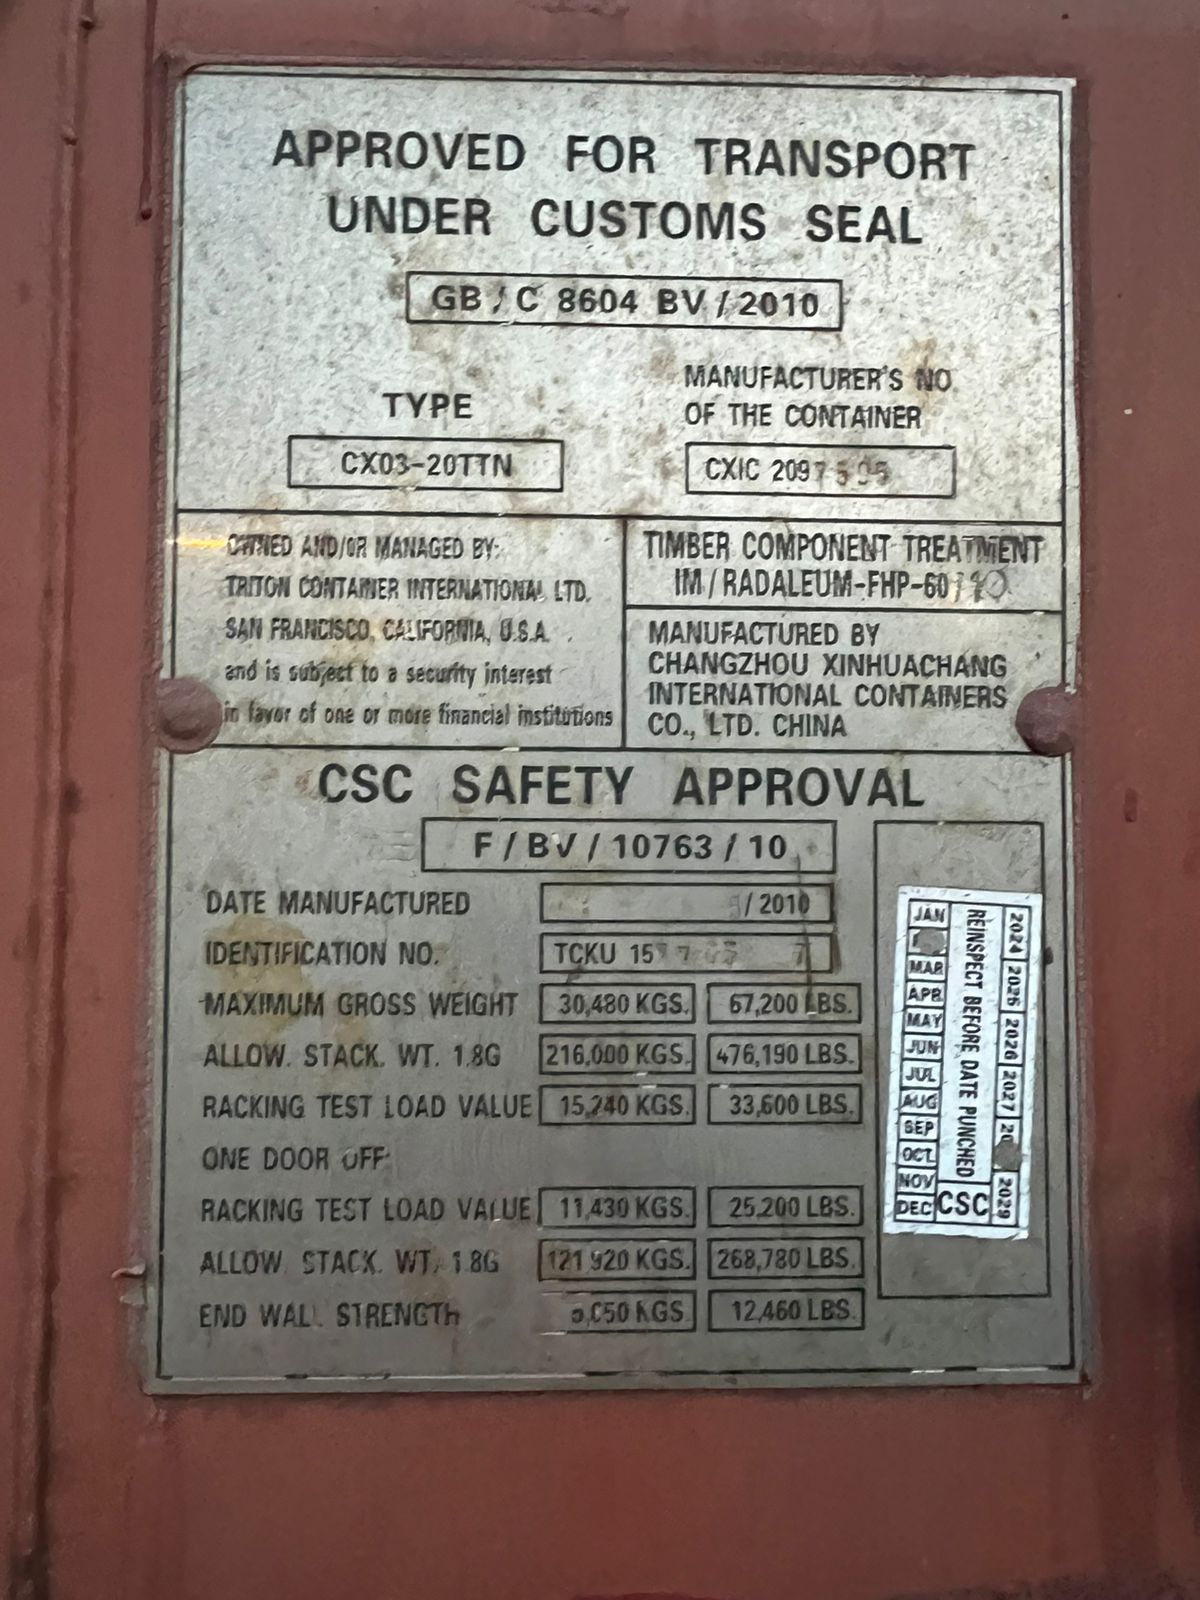 APPROVED FOR TRANSPORT
UNDER CUSTOMS SEAL
GB / C 8604 BV / 2010
TYPE
CX03-20TTN
MANUFACTURER'S NO.
OF THE CONTAINER
CXIC
OWNED AND/OR MANAGED BY:
TRITON CONTAINER INTERNATIONAL LTD.
SAN FRANCISCO, CALIFORNIA, U.S.A.
and is subject to a security interest
in favor of one or more financial institutions
TIMBER COMPONENT TREATMENT
IM / RADALEUM-FHP-60/
MANUFACTURED BY
CHANGZHOU XINHUACHANG
INTERNATIONAL CONTAINERS
CO., LTD. CHINA
CSC SAFETY APPROVAL
F / BV / 10763 / 10
DATE MANUFACTURED / 2010
IDENTIFICATION NO. TCKU
MAXIMUM GROSS WEIGHT 30,480 KGS. 67,200 LBS.
ALLOW. STACK. WT. 1.8G 216,000 KGS. 476,190 LBS.
RACKING TEST LOAD VALUE 15,240 KGS. 33,600 LBS.
ONE DOOR OFF:
RACKING TEST LOAD VALUE 11,430 KGS. 25,200 LBS.
ALLOW. STACK. WT. 1.8G 121,920 KGS. 268,780 LBS.
END WALL STRENGTH KGS. 12,460 LBS.
JAN
MAR
APR
MAY
JUN
JUL
AUG
SEP
OCT
NOV
DEC
REINSPECT BEFORE DATE PUNCHED
CSC
2024 2025 2026 2027 2029